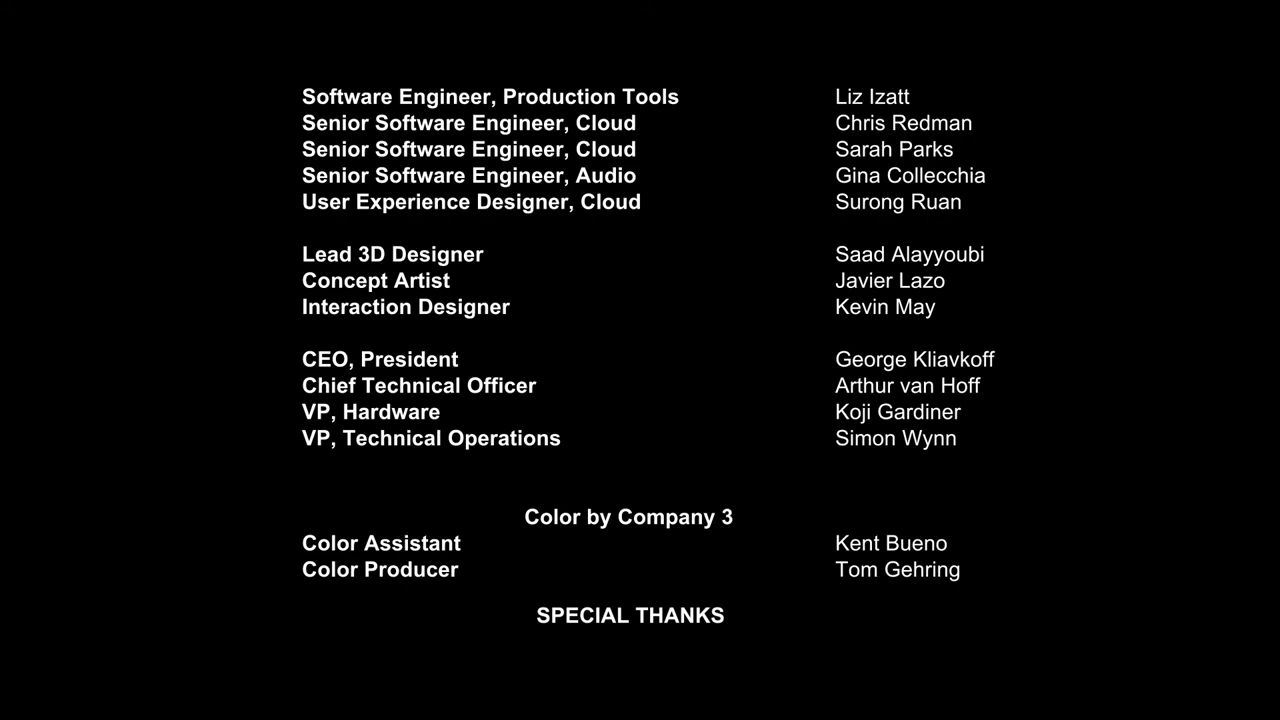 Software Engineer, Production Tools Liz Izatt
Senior Software Engineer, Cloud Chris Redman
Senior Software Engineer, Cloud Sarah Parks
Senior Software Engineer, Audio Gina Collecchia
User Experience Designer, Cloud Surong Ruan
Lead 3D Designer Saad Alayyoubi
Concept Artist Javier Lazo
Interaction Designer Kevin May
CEO, President George Kliavkoff
Chief Technical Officer Arthur van Hoff
VP, Hardware Koji Gardiner
VP, Technical Operations Simon Wynn
Color by Company 3
Color Assistant Kent Bueno
Color Producer Tom Gehring
SPECIAL THANKS